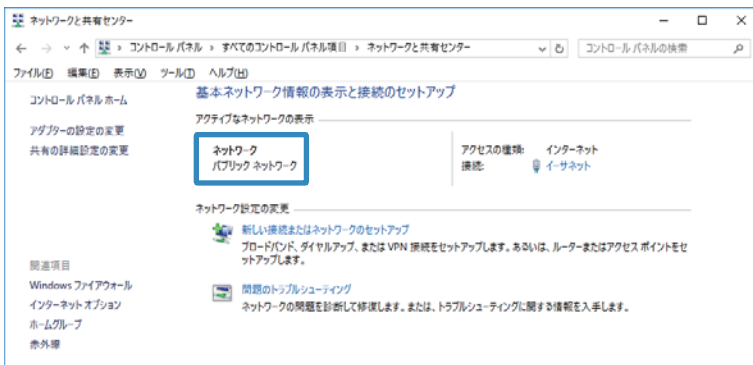 ネットワークと共有センター
コントロール パネル › すべてのコントロール パネル項目 › ネットワークと共有センター
コントロール パネルの検索
ファイル(F) 編集(E) 表示(V) ツール(T) ヘルプ(H)
コントロール パネル ホーム
アダプターの設定の変更
共有の詳細設定の変更
基本ネットワーク情報の表示と接続のセットアップ
アクティブなネットワークの表示
ネットワーク
パブリック ネットワーク
アクセスの種類: インターネット
接続: イーサネット
ネットワーク設定の変更
新しい接続またはネットワークのセットアップ
ブロードバンド、ダイヤルアップ、または VPN 接続をセットアップします。あるいは、ルーターまたはアクセス ポイントをセ
ットアップします。
問題のトラブルシューティング
ネットワークの問題を診断して修復します。または、トラブルシューティングに関する情報を入手します。
関連項目
Windows ファイアウォール
インターネット オプション
ホームグループ
赤外線